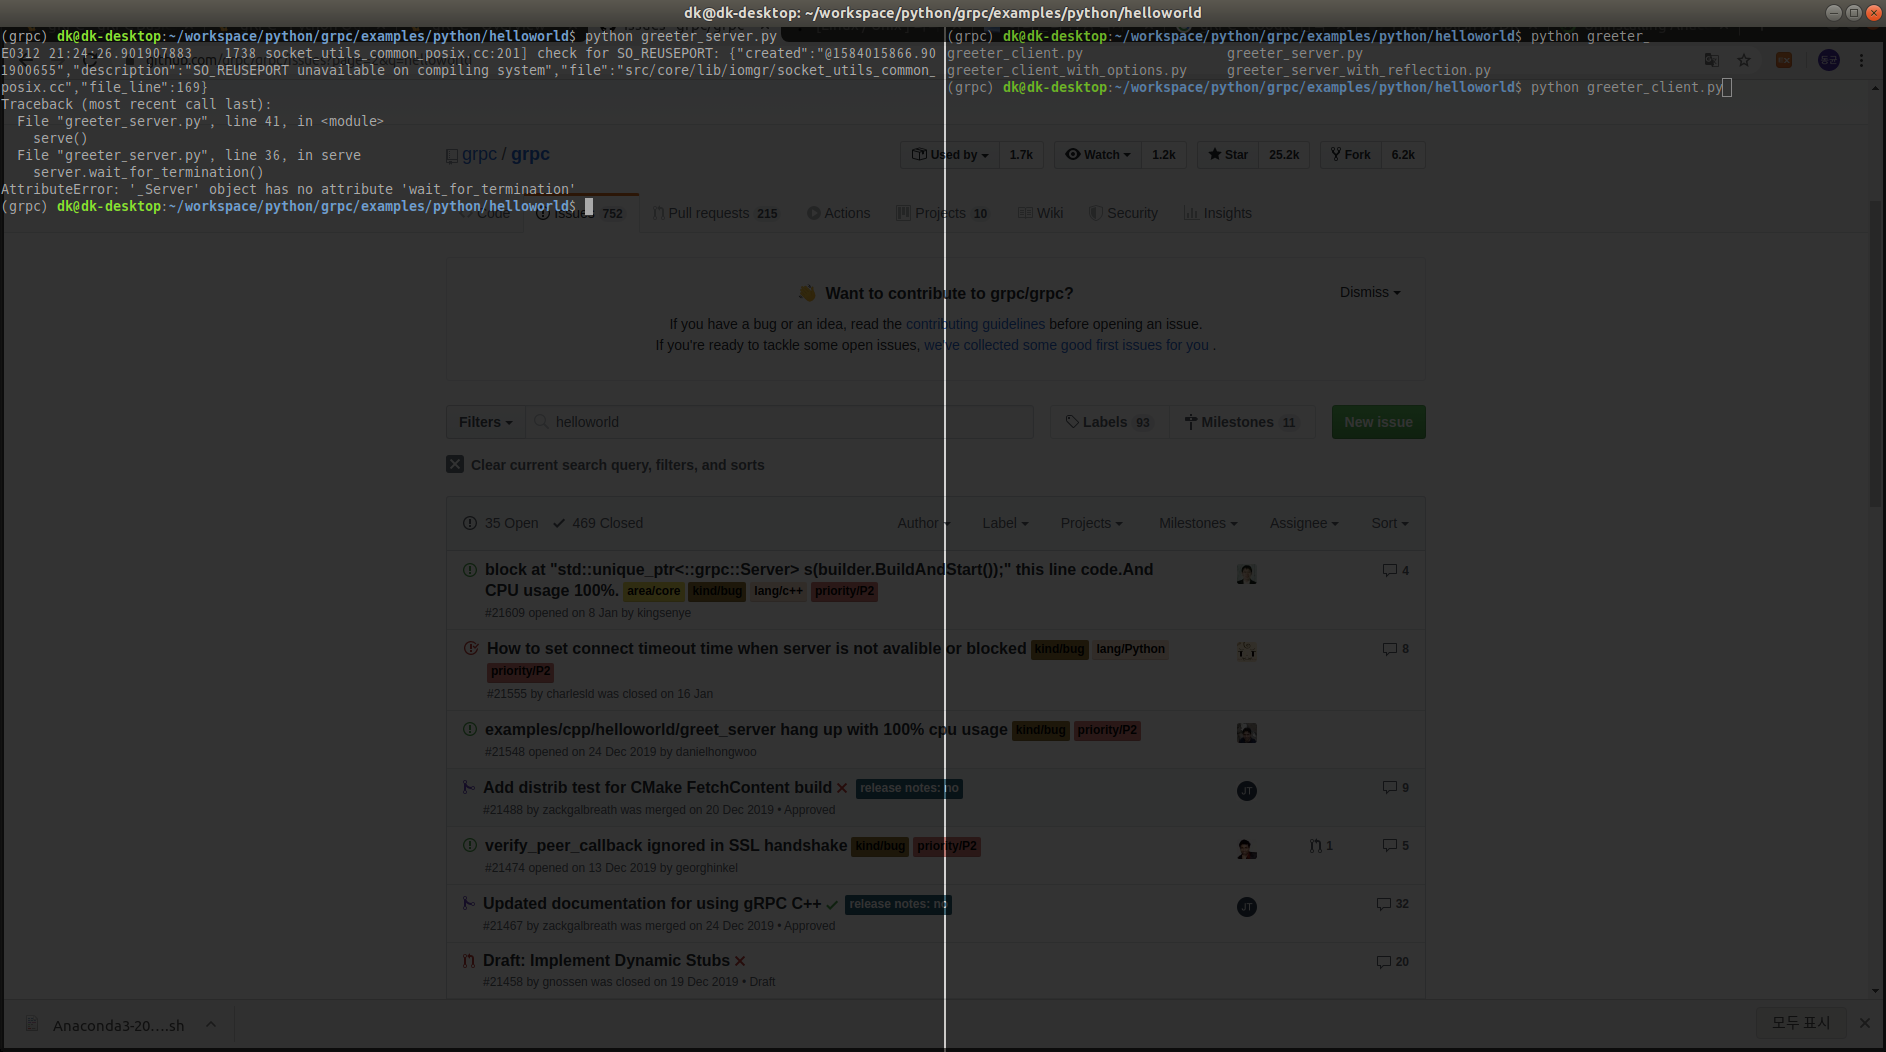 dk@dk-desktop: ~/workspace/python/grpc/examples/python/helloworld
(grpc) dk@dk-desktop:~/workspace/python/grpc/examples/python/helloworld$ python greeter_server.py
E0312 21:24:26.901907883    1738 socket_utils_common_posix.cc:201] check for SO_REUSEPORT: {"created":"@1584015866.90
1900655","description":"SO_REUSEPORT unavailable on compiling system","file":"src/core/lib/iomgr/socket_utils_common_
posix.cc","file_line":169}
Traceback (most recent call last):
  File "greeter_server.py", line 41, in <module>
    serve()
  File "greeter_server.py", line 36, in serve
    server.wait_for_termination()
AttributeError: '_Server' object has no attribute 'wait_for_termination'
(grpc) dk@dk-desktop:~/workspace/python/grpc/examples/python/helloworld$
(grpc) dk@dk-desktop:~/workspace/python/grpc/examples/python/helloworld$ python greeter_
greeter_client.py                  greeter_server.py
greeter_client_with_options.py     greeter_server_with_reflection.py
(grpc) dk@dk-desktop:~/workspace/python/grpc/examples/python/helloworld$ python greeter_client.py
grpc / grpc
Used by 1.7k Watch 1.2k Star 25.2k Fork 6.2k
Code Issues 752 Pull requests 215 Actions Projects 10 Wiki Security Insights
Want to contribute to grpc/grpc?
Dismiss
If you have a bug or an idea, read the contributing guidelines before opening an issue.
If you're ready to tackle some open issues, we've collected some good first issues for you .
Filters helloworld Labels 93 Milestones 11 New issue
Clear current search query, filters, and sorts
35 Open 469 Closed Author Label Projects Milestones Assignee Sort
block at "std::unique_ptr<::grpc::Server> s(builder.BuildAndStart());" this line code.And
4
CPU usage 100%. area/core kind/bug lang/c++ priority/P2
#21609 opened on 8 Jan by kingsenye
How to set connect timeout time when server is not avalible or blocked kind/bug lang/Python
8
priority/P2
#21555 by charlesld was closed on 16 Jan
examples/cpp/helloworld/greet_server hang up with 100% cpu usage kind/bug priority/P2
#21548 opened on 24 Dec 2019 by danielhongwoo
Add distrib test for CMake FetchContent build release notes: no
JT 9
#21488 by zackgalbreath was merged on 20 Dec 2019 • Approved
verify_peer_callback ignored in SSL handshake kind/bug priority/P2
1 5
#21474 opened on 13 Dec 2019 by georghinkel
Updated documentation for using gRPC C++ release notes: no
JT 32
#21467 by zackgalbreath was merged on 24 Dec 2019 • Approved
Draft: Implement Dynamic Stubs
20
#21458 by gnossen was closed on 19 Dec 2019 • Draft
Anaconda3-20....sh
모두 표시